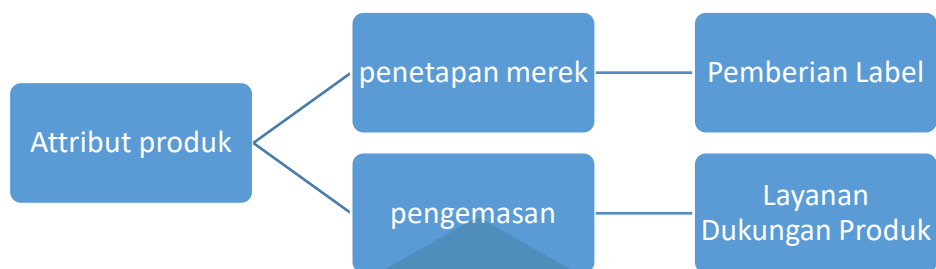 Attribut produk
penetapan merek
Pemberian Label
pengemasan
Layanan
Dukungan Produk